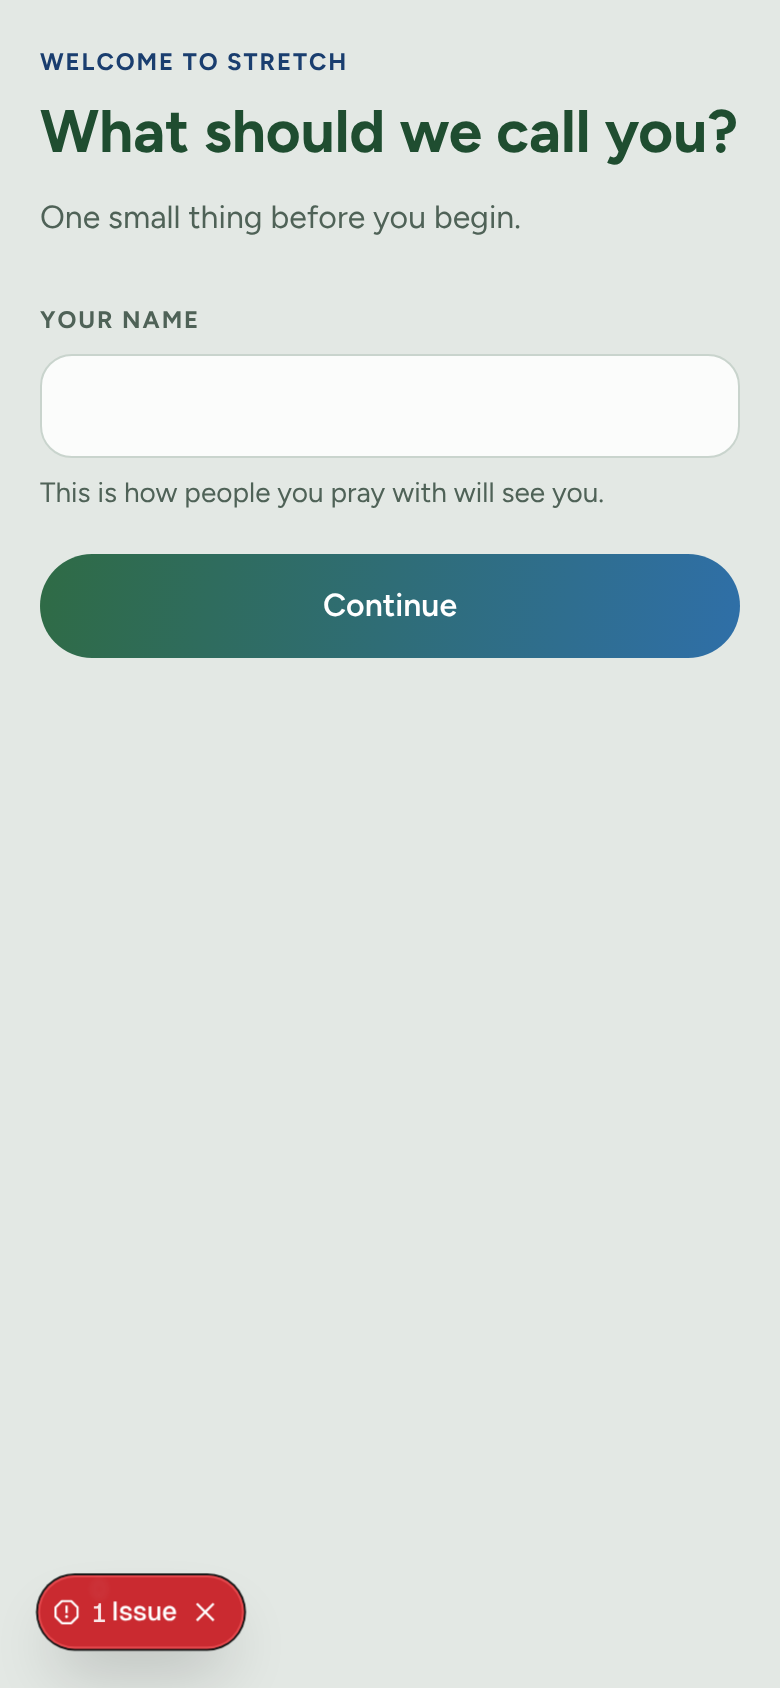 WELCOME TO STRETCH
What should we call you?
One small thing before you begin.
YOUR NAME
This is how people you pray with will see you.
Continue
1 Issue